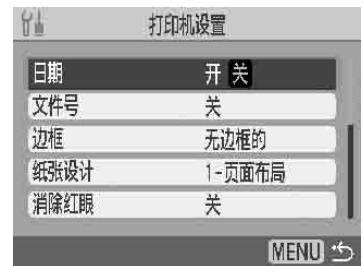 打印机设置
日期 开 关
文件号 关
边框 无边框的
纸张设计 1-页面布局
消除红眼 关
MENU